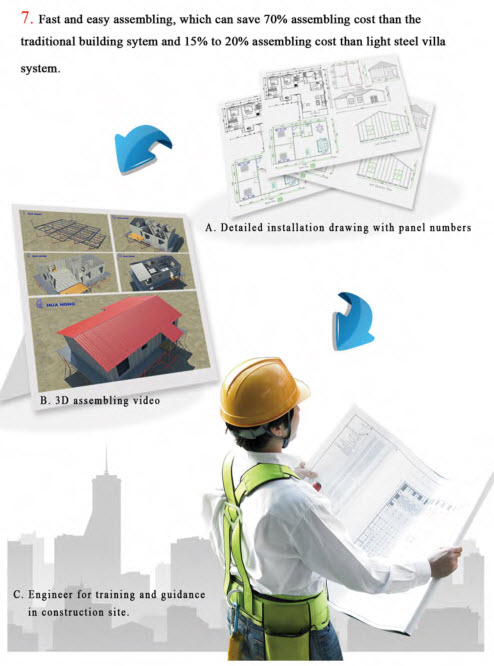 7. Fast and easy assembling, which can save 70% assembling cost than the
traditional building sytem and 15% to 20% assembling cost than light steel villa
system.
A. Detailed installation drawing with panel numbers
HUA HONG
B. 3D assembling video
C. Engineer for training and guidance
in construction site.